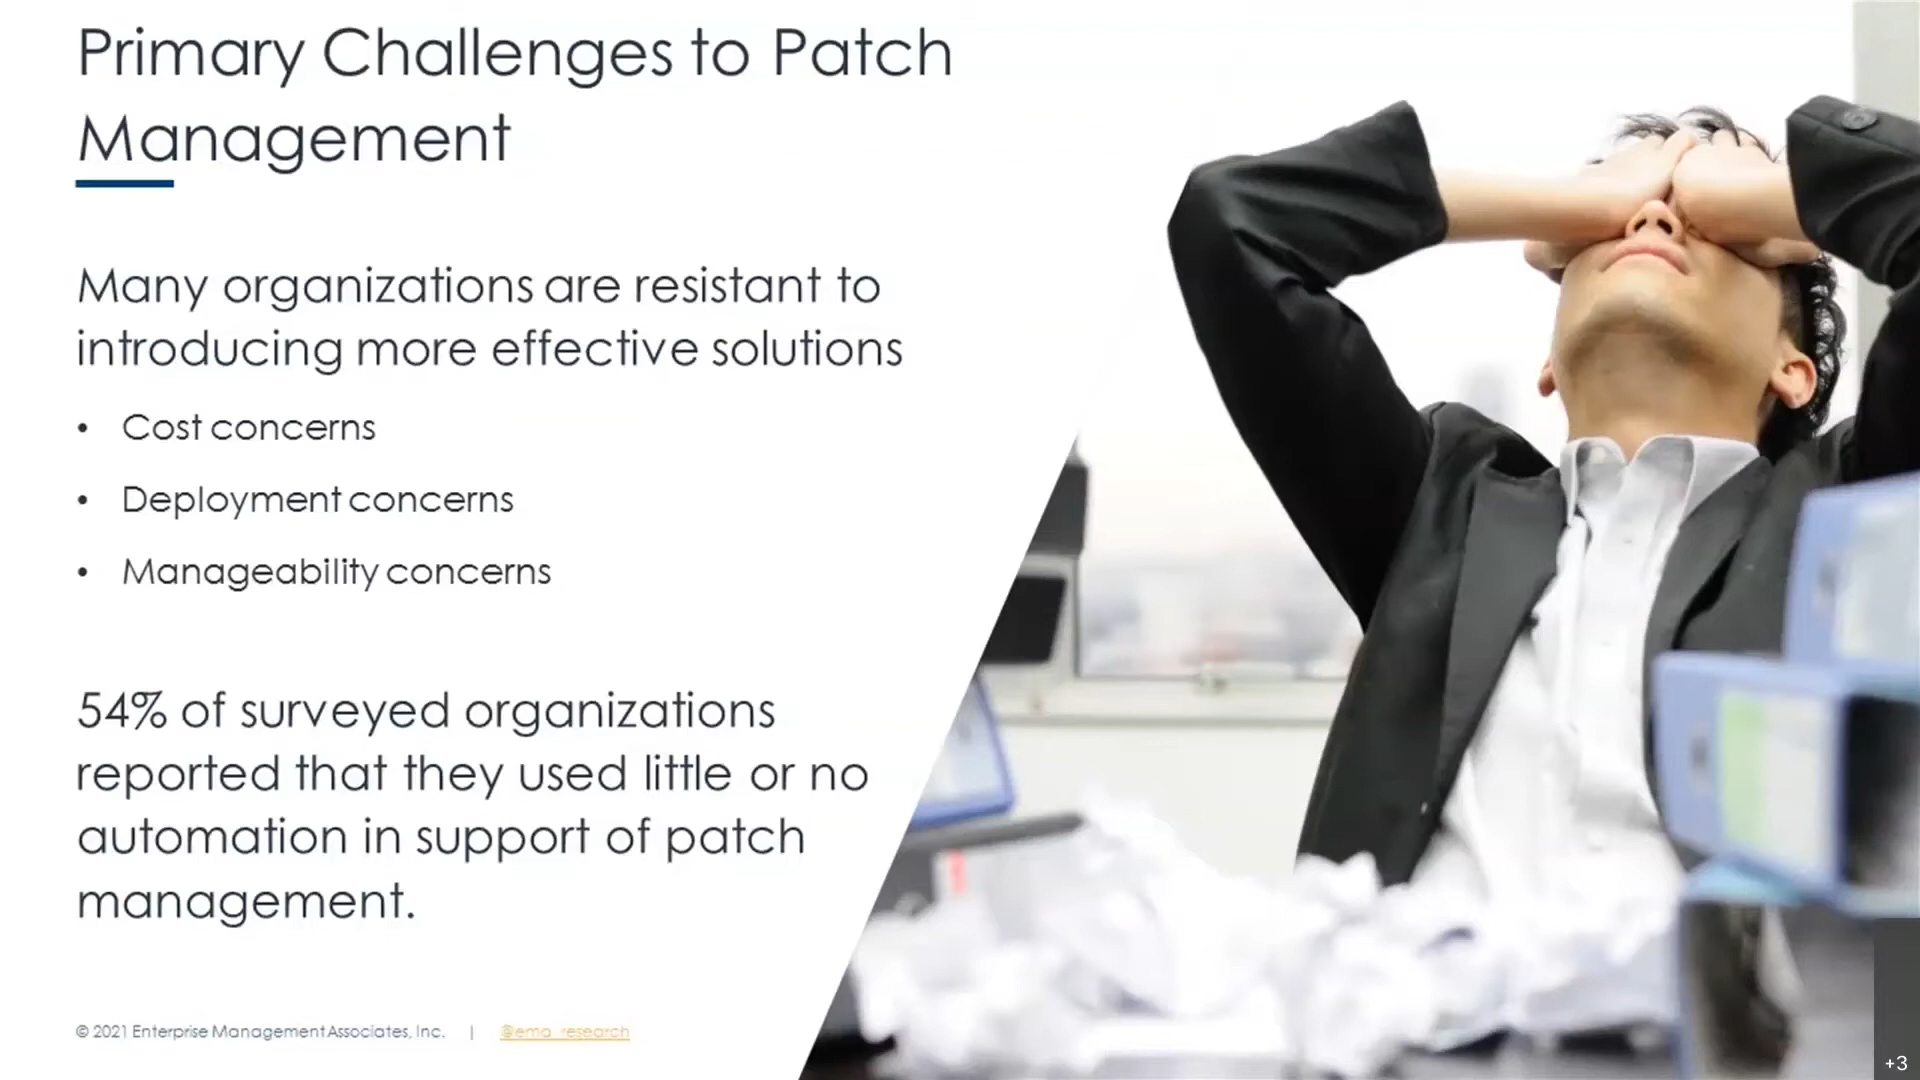 Primary Challenges to Patch
Management
Many organizations are resistant to
introducing more effective solutions
• Cost concerns
• Deployment concerns
• Manageability concerns
54% of surveyed organizations
reported that they used little or no
automation in support of patch
management.
© 2021 Enterprise Management Associates, Inc. | @ema_research
+3